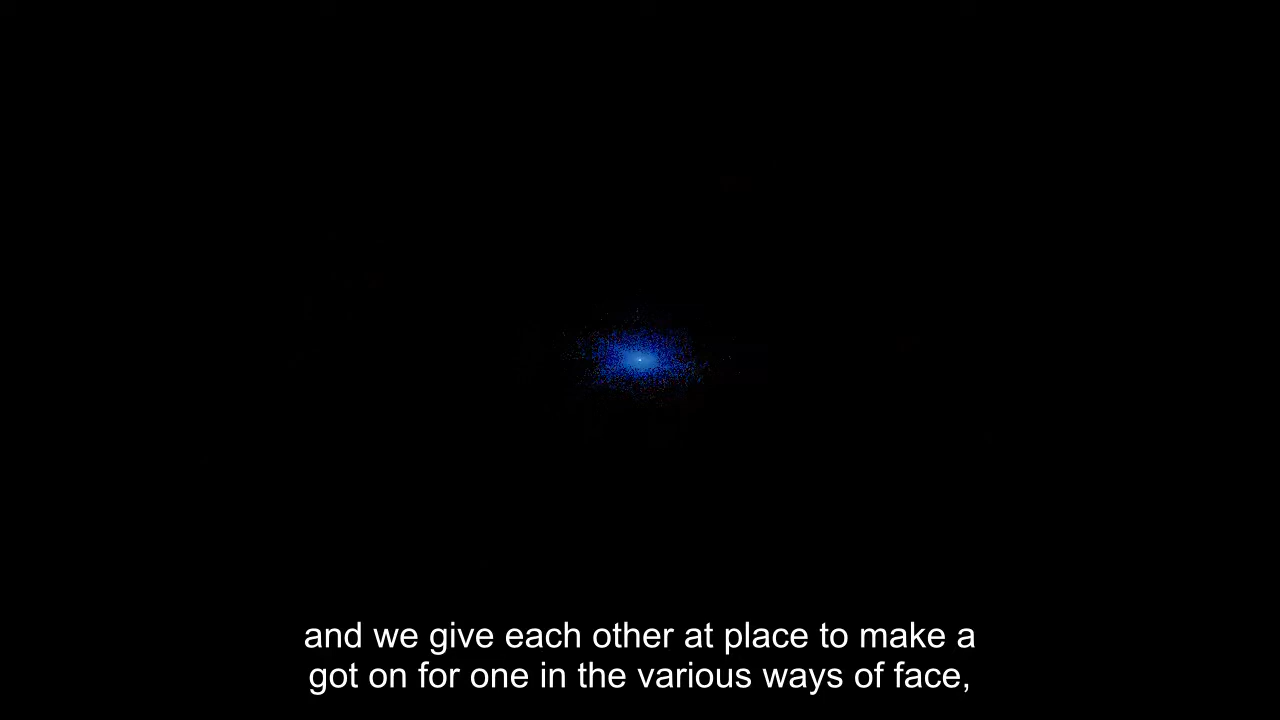 and we give each other at place to make a
got on for one in the various ways of face,